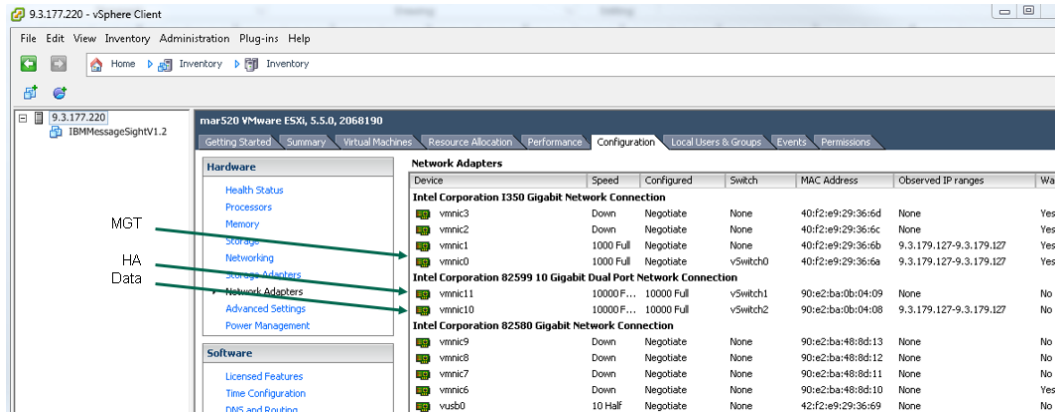 9.3.177.220 - vSphere Client
File Edit View Inventory Administration Plug-ins Help
Home Inventory Inventory
9.3.177.220
IBMMessageSightV1.2
mar520 VMware ESXi, 5.5.0, 2068190
Getting Started Summary Virtual Machines Resource Allocation Performance Configuration Local Users & Groups Events Permissions
Hardware
Health Status
Processors
Memory
Storage
Networking
Storage Adapters
Network Adapters
Advanced Settings
Power Management
Software
Licensed Features
Time Configuration
DNS and Routing
MGT
HA
Data
Network Adapters
Device Speed Configured Switch MAC Address Observed IP ranges Wa
Intel Corporation I350 Gigabit Network Connection
vmnic3 Down Negotiate None 40:f2:e9:29:36:6d None Yes
vmnic2 Down Negotiate None 40:f2:e9:29:36:6c None Yes
vmnic1 1000 Full Negotiate None 40:f2:e9:29:36:6b 9.3.179.127-9.3.179.127 Yes
vmnic0 1000 Full Negotiate vSwitch0 40:f2:e9:29:36:6a 9.3.179.127-9.3.179.127 Yes
Intel Corporation 82599 10 Gigabit Dual Port Network Connection
vmnic11 10000 F... 10000 Full vSwitch1 90:e2:ba:0b:04:09 None No
vmnic10 10000 F... 10000 Full vSwitch2 90:e2:ba:0b:04:08 9.3.179.127-9.3.179.127 No
Intel Corporation 82580 Gigabit Network Connection
vmnic9 Down Negotiate None 90:e2:ba:48:8d:13 None No
vmnic8 Down Negotiate None 90:e2:ba:48:8d:12 None No
vmnic7 Down Negotiate None 90:e2:ba:48:8d:11 None No
vmnic6 Down Negotiate None 90:e2:ba:48:8d:10 None Yes
vusb0 10 Half Negotiate None 42:f2:e9:29:36:69 None No